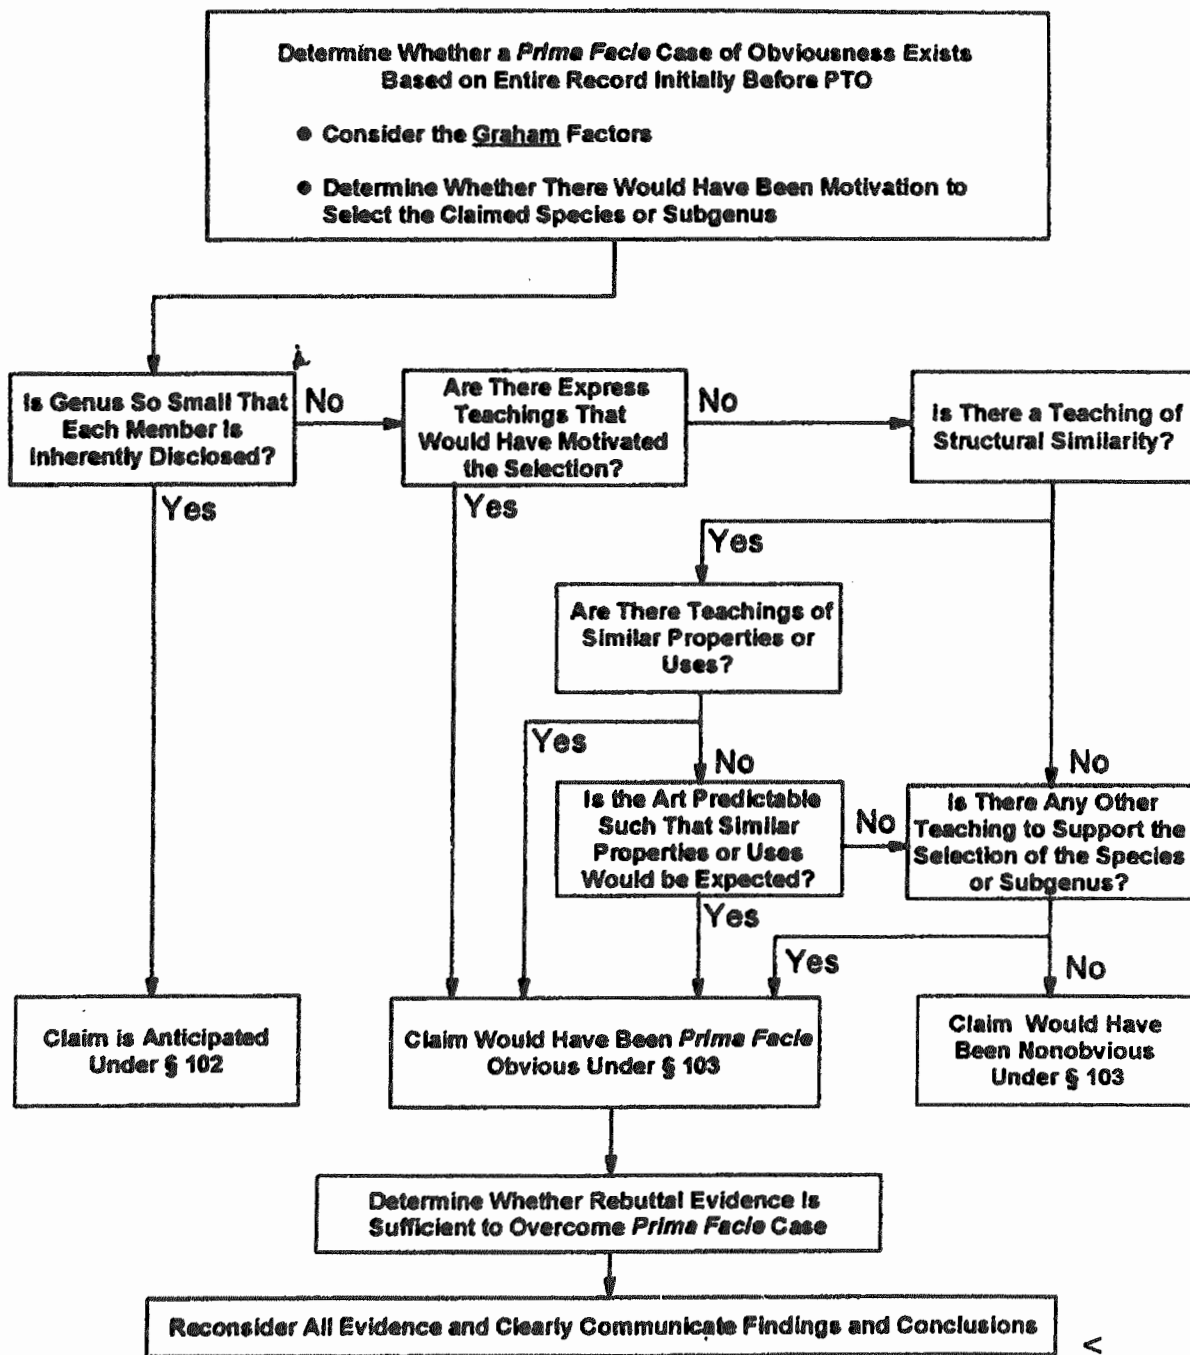 Determine Whether a Prima Facie Case of Obviousness Exists
Based on Entire Record Initially Before PTO
● Consider the Graham Factors
● Determine Whether There Would Have Been Motivation to
Select the Claimed Species or Subgenus
Is Genus So Small That
Each Member Is
Inherently Disclosed?
No
Are There Express
Teachings That
Would Have Motivated
the Selection?
No
Is There a Teaching of
Structural Similarity?
Yes
Yes
Yes
Are There Teachings of
Similar Properties or
Uses?
Yes
No
No
Is the Art Predictable
Such That Similar
Properties or Uses
Would be Expected?
No
Is There Any Other
Teaching to Support the
Selection of the Species
or Subgenus?
Yes
Yes
No
Claim is Anticipated
Under § 102
Claim Would Have Been Prima Facie
Obvious Under § 103
Claim Would Have
Been Nonobvious
Under § 103
Determine Whether Rebuttal Evidence Is
Sufficient to Overcome Prima Facie Case
Reconsider All Evidence and Clearly Communicate Findings and Conclusions
<